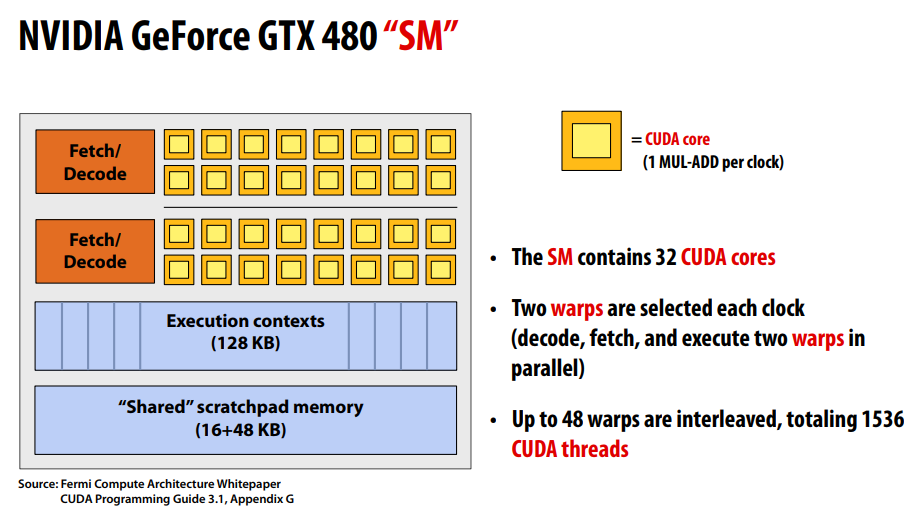 NVIDIA GeForce GTX 480 “SM”
Fetch/
Decode
Fetch/
Decode
Execution contexts
(128 KB)
“Shared” scratchpad memory
(16+48 KB)
Source: Fermi Compute Architecture Whitepaper
CUDA Programming Guide 3.1, Appendix G
= CUDA core
(1 MUL-ADD per clock)
• The SM contains 32 CUDA cores
• Two warps are selected each clock
(decode, fetch, and execute two warps in
parallel)
• Up to 48 warps are interleaved, totaling 1536
CUDA threads